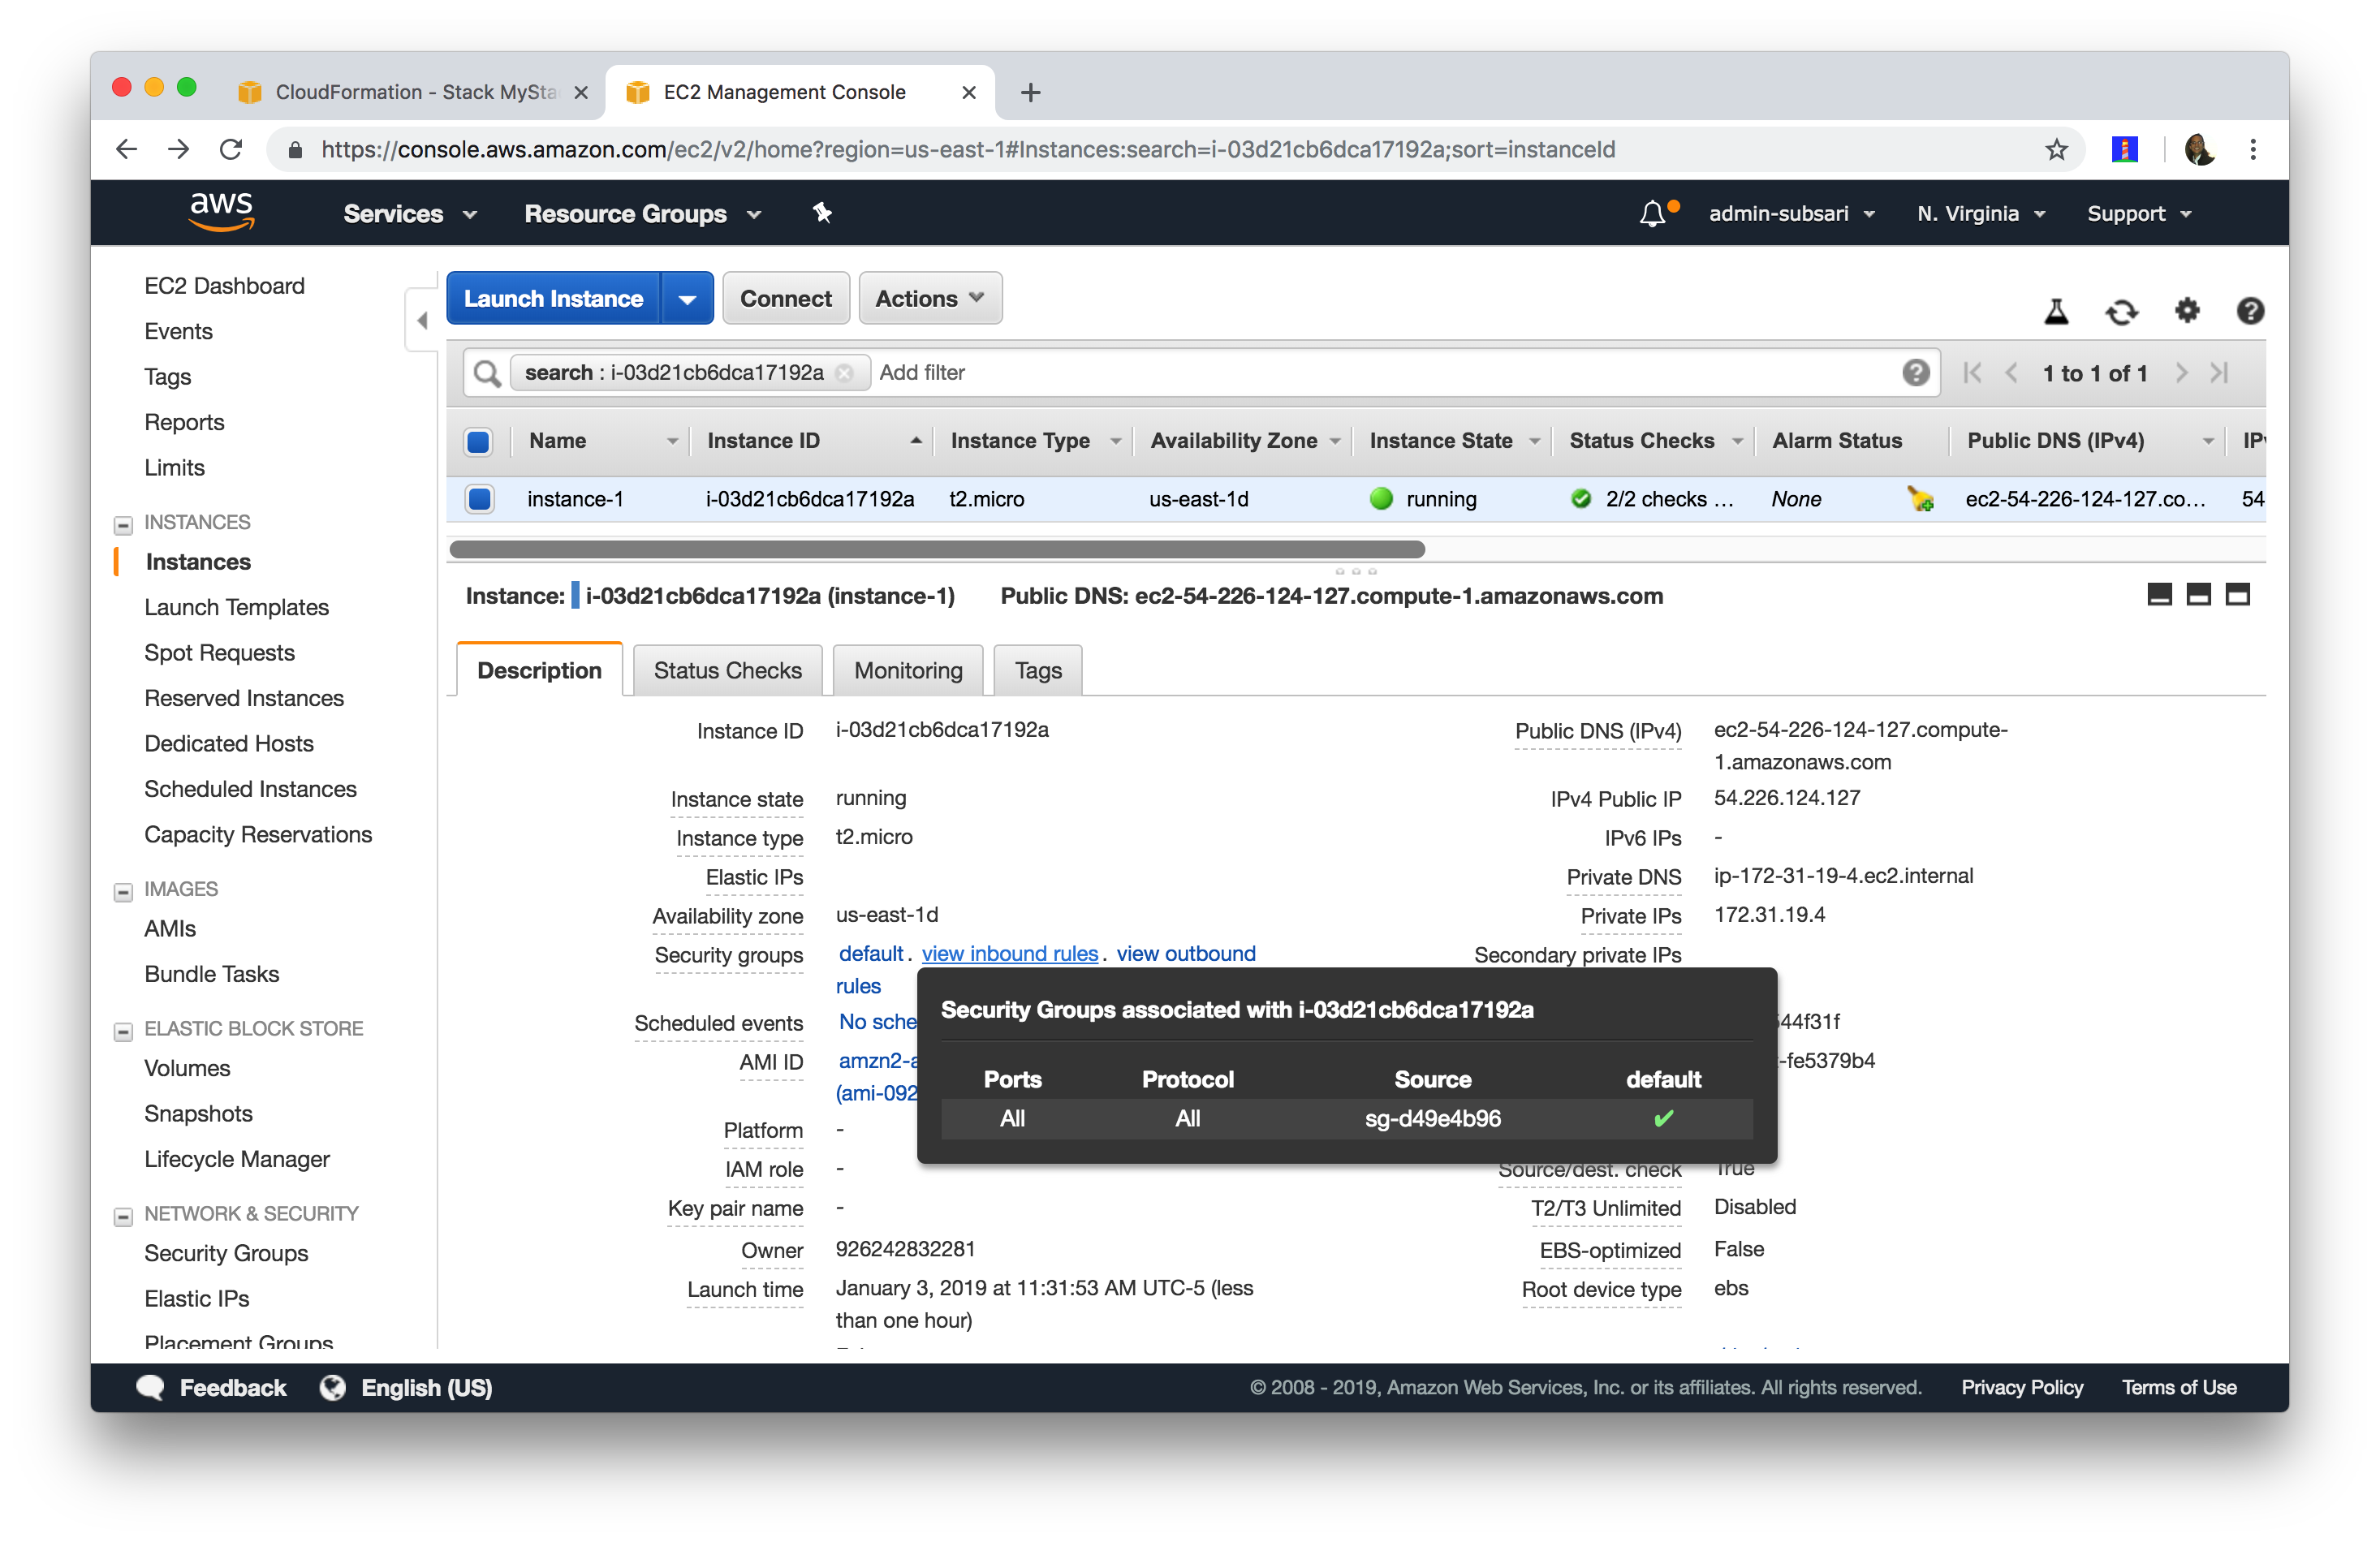 CloudFormation - Stack MySta
EC2 Management Console
https://console.aws.amazon.com/ec2/v2/home?region=us-east-1#Instances:search=i-03d21cb6dca17192a;sort=instanceId
aws Services Resource Groups admin-subsari N. Virginia Support
EC2 Dashboard
Events
Tags
Reports
Limits
INSTANCES
Instances
Launch Templates
Spot Requests
Reserved Instances
Dedicated Hosts
Scheduled Instances
Capacity Reservations
IMAGES
AMIs
Bundle Tasks
ELASTIC BLOCK STORE
Volumes
Snapshots
Lifecycle Manager
NETWORK & SECURITY
Security Groups
Elastic IPs
Placement Groups
Launch Instance Connect Actions
search : i-03d21cb6dca17192a Add filter 1 to 1 of 1
Name Instance ID Instance Type Availability Zone Instance State Status Checks Alarm Status Public DNS (IPv4)
instance-1 i-03d21cb6dca17192a t2.micro us-east-1d running 2/2 checks ... None ec2-54-226-124-127.co... 54
Instance: i-03d21cb6dca17192a (instance-1) Public DNS: ec2-54-226-124-127.compute-1.amazonaws.com
Description Status Checks Monitoring Tags
Instance ID i-03d21cb6dca17192a
Instance state running
Instance type t2.micro
Elastic IPs
Availability zone us-east-1d
Security groups default. view inbound rules. view outbound
rules
Scheduled events No sche
AMI ID amzn2-a
(ami-092
Platform -
IAM role -
Key pair name -
Owner 926242832281
Launch time January 3, 2019 at 11:31:53 AM UTC-5 (less
than one hour)
Public DNS (IPv4) ec2-54-226-124-127.compute-
1.amazonaws.com
IPv4 Public IP 54.226.124.127
IPv6 IPs -
Private DNS ip-172-31-19-4.ec2.internal
Private IPs 172.31.19.4
Secondary private IPs
44f31f
-fe5379b4
Source/dest. check True
T2/T3 Unlimited Disabled
EBS-optimized False
Root device type ebs
Security Groups associated with i-03d21cb6dca17192a
Ports Protocol Source default
All All sg-d49e4b96 ✔
Feedback English (US) © 2008 - 2019, Amazon Web Services, Inc. or its affiliates. All rights reserved. Privacy Policy Terms of Use